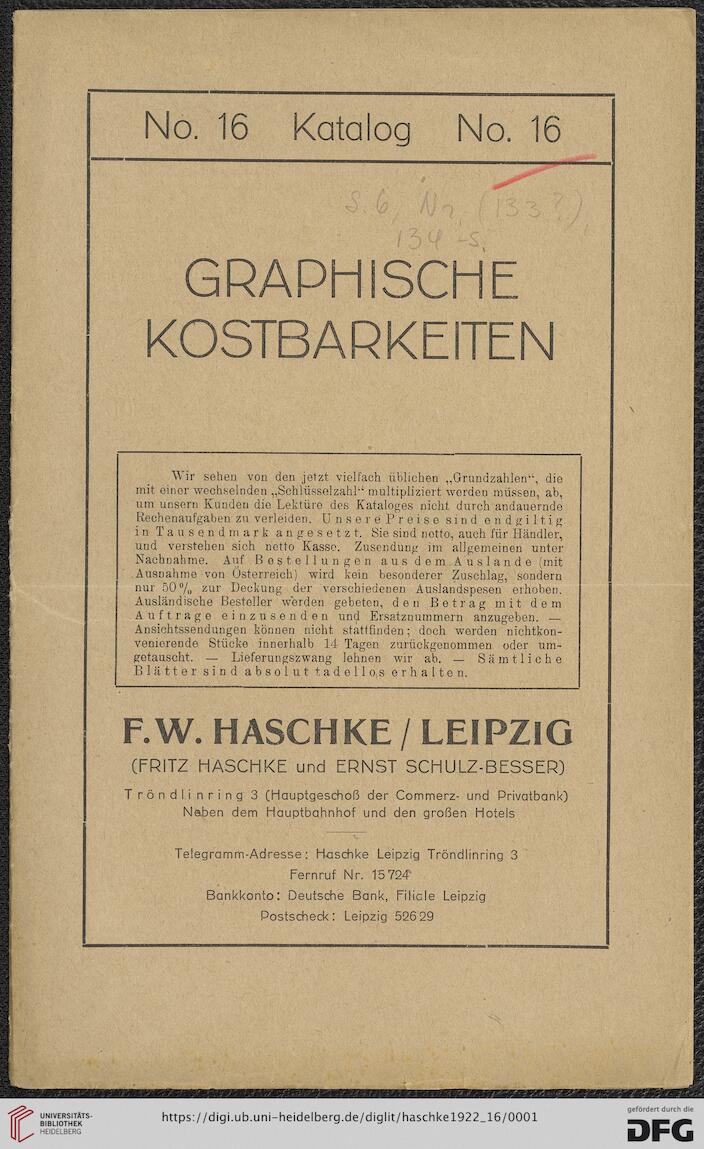 No. 16 Katalog No. 16
S. 6, Nr. (133?),
134-5.
GRAPHISCHE
KOSTBARKEITEN
Wir sehen von den jetzt vielfach üblichen „Grundzahlen“, die
mit einer wechselnden „Schlüsselzahl“ multipliziert werden müssen, ab,
um unsern Kunden die Lektüre des Kataloges nicht durch andauernde
Rechenaufgaben zu verleiden. Unsere Preise sind endgiltig
in Tausendmark angesetzt. Sie sind netto, auch für Händler,
und verstehen sich netto Kasse. Zusendung im allgemeinen unter
Nachnahme. Auf Bestellungen aus dem Auslande (mit
Ausnahme von Österreich) wird kein besonderer Zuschlag, sondern
nur 50% zur Deckung der verschiedenen Auslandspesen erhoben.
Ausländische Besteller werden gebeten, den Betrag mit dem
Auftrage einzusenden und Ersatznummern anzugeben. —
Ansichtssendungen können nicht stattfinden; doch werden nichtkon-
venierende Stücke innerhalb 14 Tagen zurückgenommen oder um-
getauscht. — Lieferungszwang lehnen wir ab. — Sämtliche
Blätter sind absolut tadellos erhalten.
F. W. HASCHKE / LEIPZIG
(FRITZ HASCHKE und ERNST SCHULZ-BESSER)
Tröndlinring 3 (Hauptgeschoß der Commerz- und Privatbank)
Neben dem Hauptbahnhof und den großen Hotels
Telegramm-Adresse: Haschke Leipzig Tröndlinring 3
Fernruf Nr. 15724
Bankkonto: Deutsche Bank, Filiale Leipzig
Postscheck: Leipzig 52629
UNIVERSITÄTS-
BIBLIOTHEK
HEIDELBERG
https://digi.ub.uni-heidelberg.de/diglit/haschke1922_16/0001
gefördert durch die
DFG